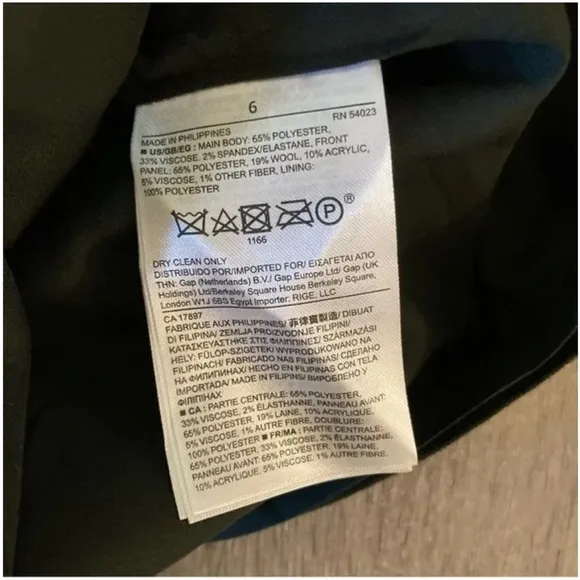 6
RN 54023
MADE IN PHILIPPINES
■ US/GB/EG : MAIN BODY: 65% POLYESTER,
33% VISCOSE, 2% SPANDEX/ELASTANE, FRONT
PANEL: 65% POLYESTER, 19% WOOL, 10% ACRYLIC,
5% VISCOSE, 1% OTHER FIBER, LINING:
100% POLYESTER
P®
1166
DRY CLEAN ONLY
DISTRIBUIDO POR/IMPORTED FOR/ ΕΙΣΑΓΕΤΑΙ ΑΠΟ
ΤΗΝ: Gap (Netherlands) B.V./ Gap Europe Ltd/ Gap (UK
Holdings) Ltd/Berkeley Square House Berkeley Square,
London W1J 6BS Egypt Importer: RIGE, LLC
CA 17897
FABRIQUE AUX PHILIPPINES/ 菲律賓製造/ DIBUAT
DI FILIPINA/ ZEMLJA PROIZVODNJE FILIPINI/
ΚΑΤΑΣΚΕΥΑΣΤΗΚΕ ΣΤΙΣ ΦΙΛΙΠΠΙΝΕΣ/ SZÁRMAZÁSI
HELY: FÜLÖP-SZIGETEK/ WYPRODUKOWANO NA
FILIPINACH/ FABRICADO NAS FILIPINAS/ СДЕЛАНО
НА ФИЛИППИНАХ/ HECHO EN FILIPINAS CON TELA
IMPORTADA/ MADE IN FILIPINS/ ВИРОБЛЕНО У
ФИЛІПІНАХ
■ CA : PARTIE CENTRALE: 65% POLYESTER,
33% VISCOSE, 2% ÉLASTHANNE, PANNEAU AVANT:
65% POLYESTER, 19% LAINE, 10% ACRYLIQUE,
5% VISCOSE, 1% AUTRE FIBRE, DOUBLURE:
100% POLYESTER ■ FR/MA : PARTIE CENTRALE:
65% POLYESTER, 33% VISCOSE, 2% ÉLASTHANNE,
PANNEAU AVANT: 65% POLYESTER, 19% LAINE,
10% ACRYLIQUE, 5% VISCOSE, 1% AUTRE FIBRE,